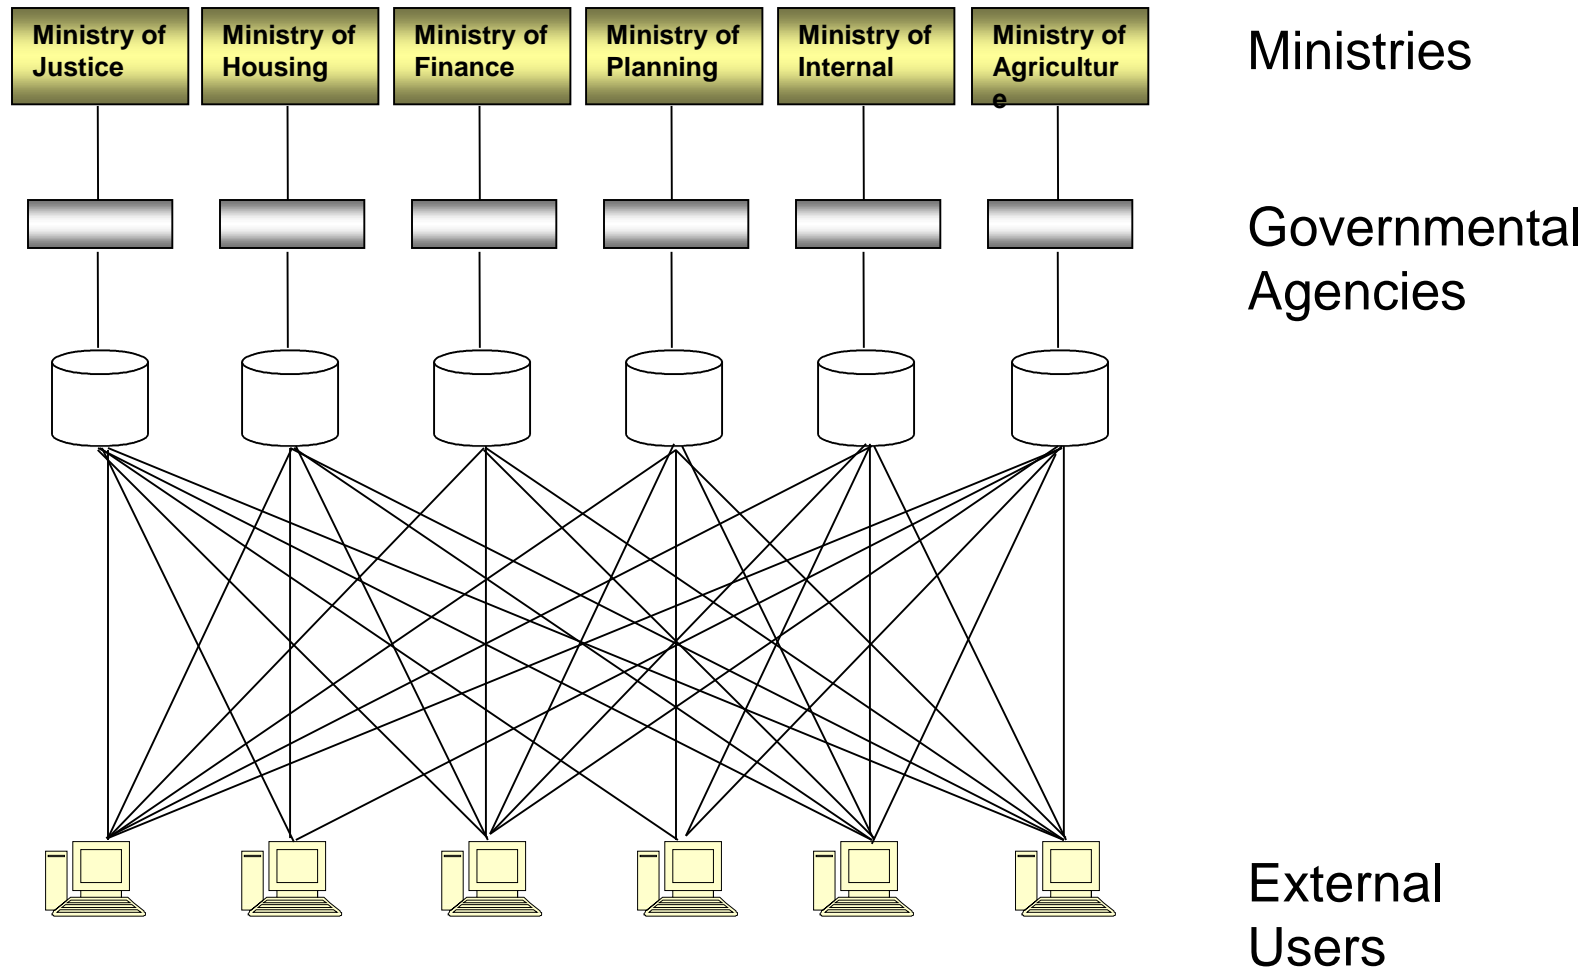 Ministry of
Justice
Ministry of
Housing
Ministry of
Finance
Ministry of
Planning
Ministry of
Internal
Ministry of
Agricultur
e
Ministries
Governmental
Agencies
External
Users